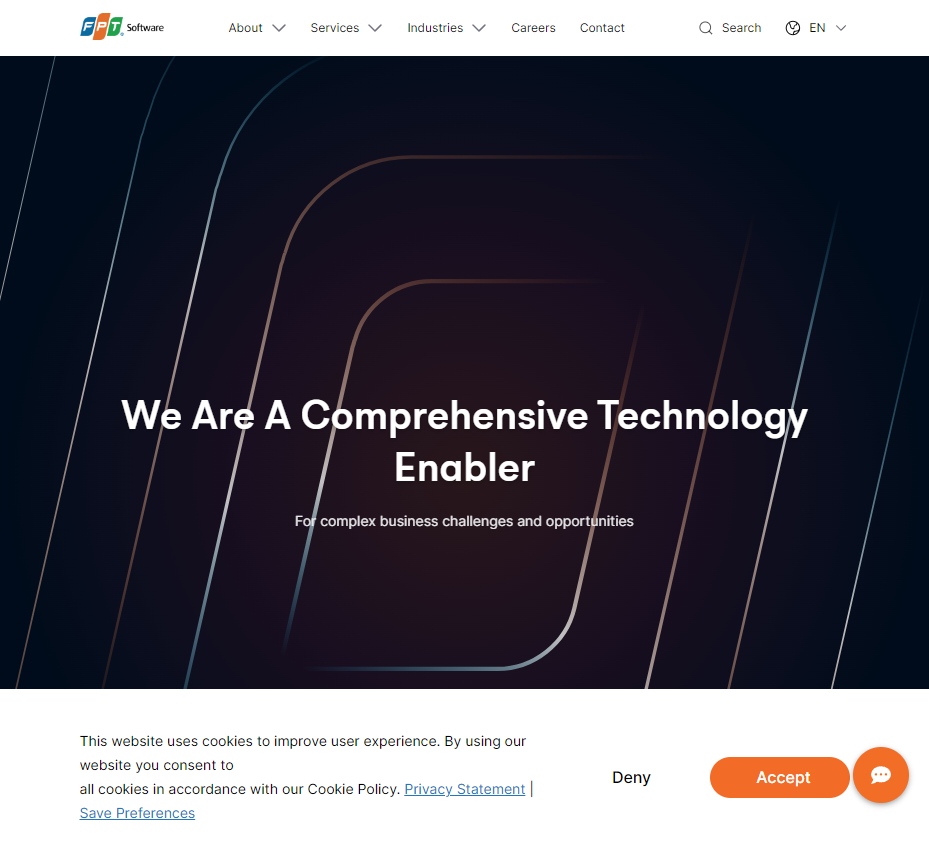 FPT Software
About
Services
Industries
Careers
Contact
Search
EN
We Are A Comprehensive Technology
Enabler
For complex business challenges and opportunities
This website uses cookies to improve user experience. By using our
website you consent to
all cookies in accordance with our Cookie Policy. Privacy Statement |
Save Preferences
Deny
Accept